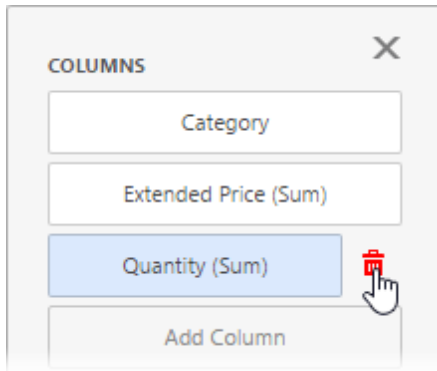 COLUMNS
Category
Extended Price (Sum)
Quantity (Sum)
Add Column